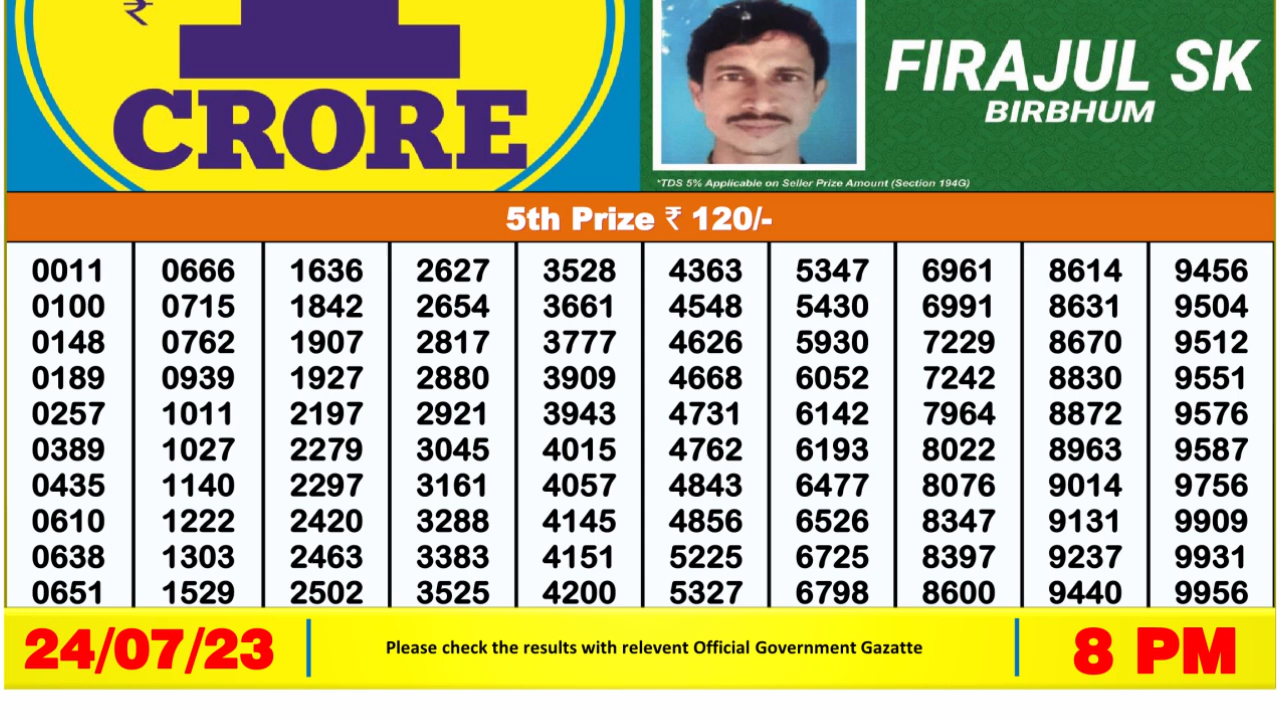 ₹
1
CRORE
FIRAJUL SK
BIRBHUM
*TDS 5% Applicable on Seller Prize Amount (Section 194G)
5th Prize ₹ 120/-
0011 0666 1636 2627 3528 4363 5347 6961 8614 9456
0100 0715 1842 2654 3661 4548 5430 6991 8631 9504
0148 0762 1907 2817 3777 4626 5930 7229 8670 9512
0189 0939 1927 2880 3909 4668 6052 7242 8830 9551
0257 1011 2197 2921 3943 4731 6142 7964 8872 9576
0389 1027 2279 3045 4015 4762 6193 8022 8963 9587
0435 1140 2297 3161 4057 4843 6477 8076 9014 9756
0610 1222 2420 3288 4145 4856 6526 8347 9131 9909
0638 1303 2463 3383 4151 5225 6725 8397 9237 9931
0651 1529 2502 3525 4200 5327 6798 8600 9440 9956
24/07/23
Please check the results with relevent Official Government Gazatte
8 PM